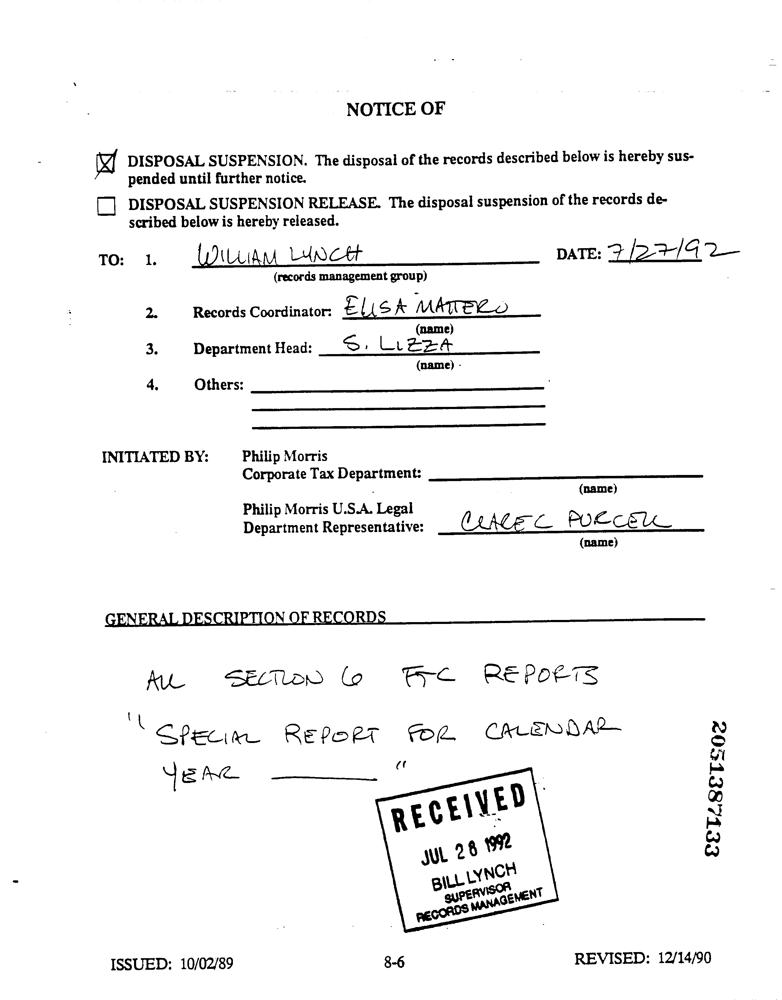 NOTICE OF
DISPOSAL SUSPENSION. The disposal of the records described below is hereby sus-
pended until further notice.
DISPOSAL SUSPENSION RELEASE. The disposal suspension of the records de-
scribed below is hereby released.
TO: 1. WILLIAM LYNCH DATE: 7/27/92
(records management group)
2. Records Coordinator: ELISA MATTERO
(name)
3. Department Head: S. LIZZA
(name)
4. Others:
INITIATED BY: Philip Morris
Corporate Tax Department:
(name)
Philip Morris U.S.A. Legal
Department Representative: CLARE C PURCELL
(name)
GENERAL DESCRIPTION OF RECORDS
ALL SECTION 6 FTC REPORTS
"SPECIAL REPORT FOR CALENDAR
YEAR "
RECEIVED
JUL 28 1992
BILL LYNCH
SUPERVISOR
RECORDS MANAGEMENT
2051387133
ISSUED: 10/02/89 8-6 REVISED: 12/14/90